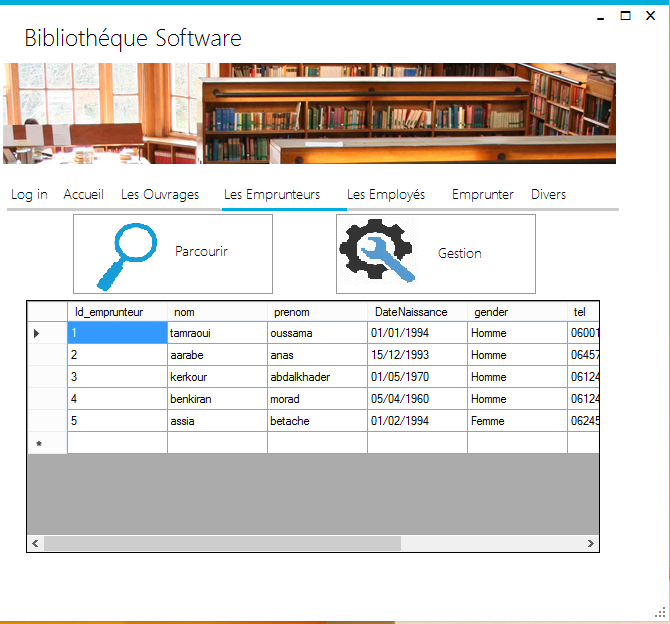 Bibliothéque Software
Log in Accueil Les Ouvrages Les Emprunteurs Les Employés Emprunter Divers
Parcourir Gestion
Id_emprunteur nom prenom DateNaissance gender tel
1 tamraoui oussama 01/01/1994 Homme 06001
2 aarabe anas 15/12/1993 Homme 06457
3 kerkour abdalkhader 01/05/1970 Homme 06124
4 benkiran morad 05/04/1960 Homme 06124
5 assia betache 01/02/1994 Femme 06245